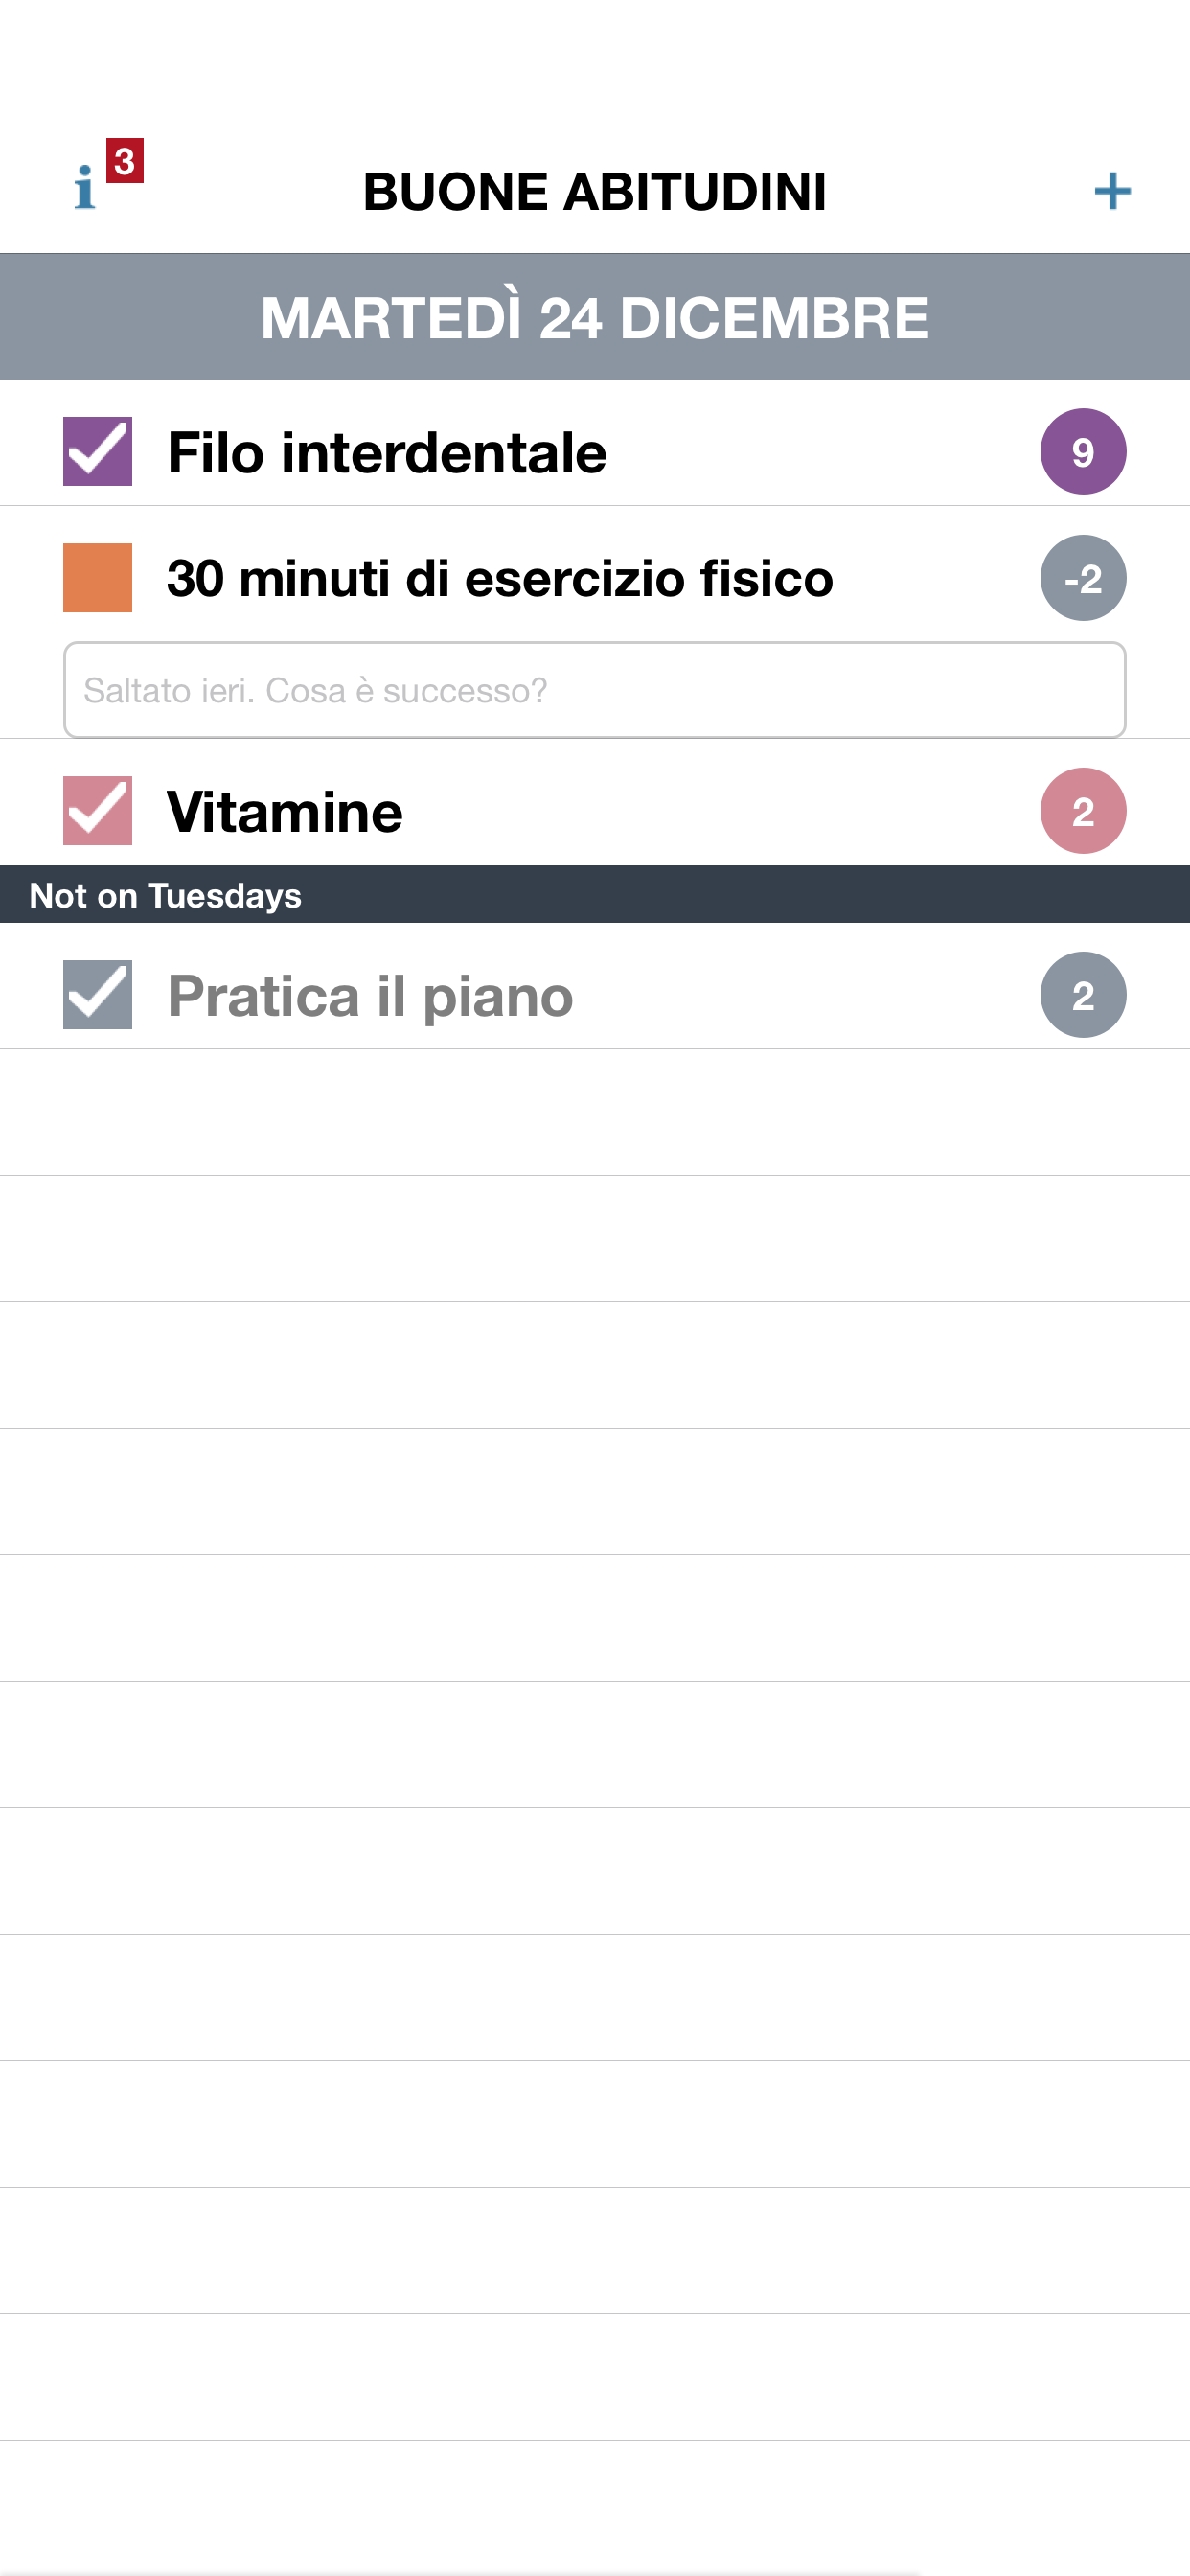 3
BUONE ABITUDINI
+
MARTEDÌ 24 DICEMBRE
Filo interdentale
9
30 minuti di esercizio fisico
-2
Saltato ieri. Cosa è successo?
Vitamine
2
Not on Tuesdays
Pratica il piano
2